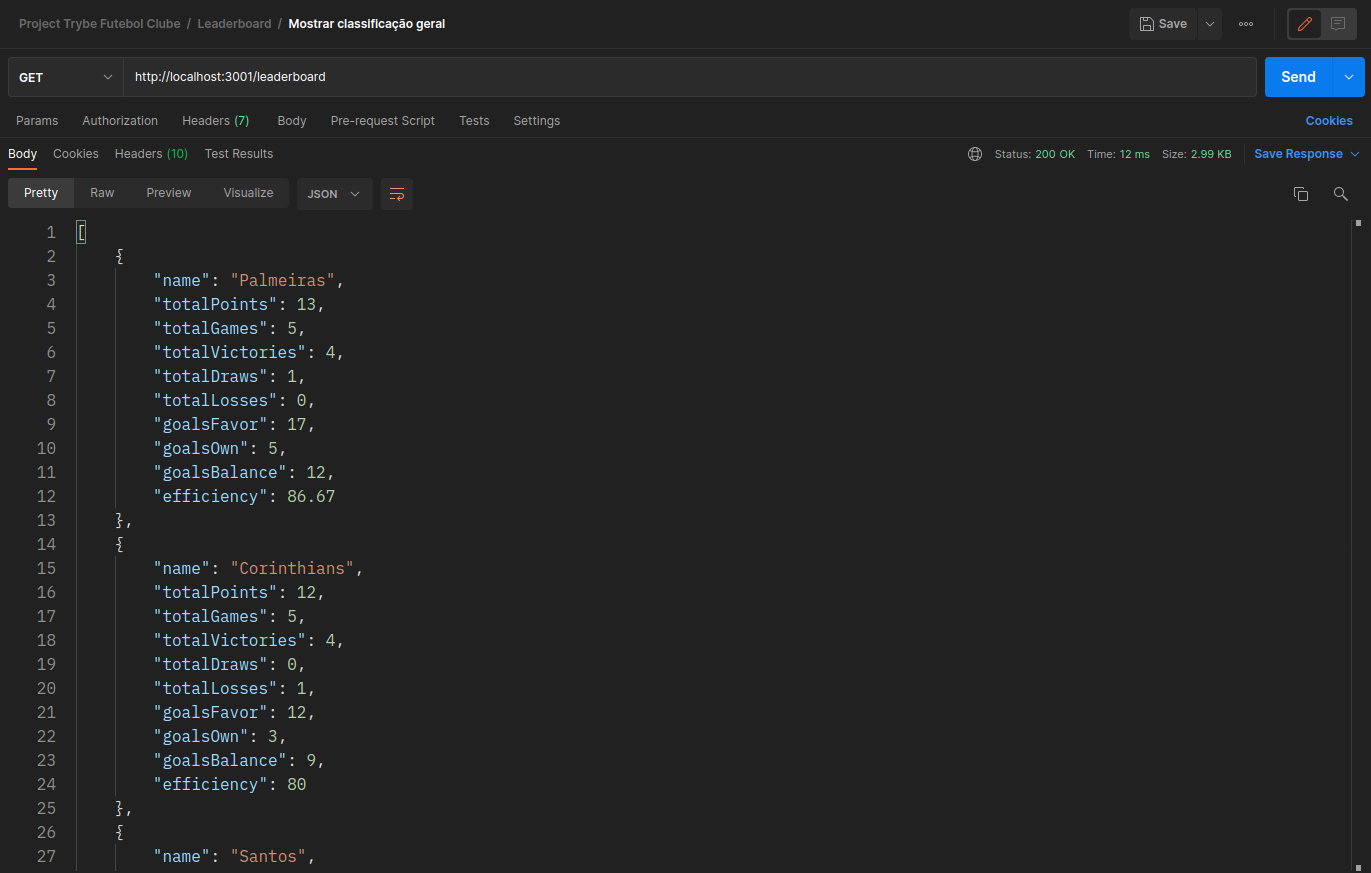 Project Trybe Futebol Clube / Leaderboard / Mostrar classificação geral
Save
GET
http://localhost:3001/leaderboard
Send
Params Authorization Headers (7) Body Pre-request Script Tests Settings
Cookies
Body Cookies Headers (10) Test Results
Status: 200 OK Time: 12 ms Size: 2.99 KB
Save Response
Pretty Raw Preview Visualize JSON
1 [
2 {
3 "name": "Palmeiras",
4 "totalPoints": 13,
5 "totalGames": 5,
6 "totalVictories": 4,
7 "totalDraws": 1,
8 "totalLosses": 0,
9 "goalsFavor": 17,
10 "goalsOwn": 5,
11 "goalsBalance": 12,
12 "efficiency": 86.67
13 },
14 {
15 "name": "Corinthians",
16 "totalPoints": 12,
17 "totalGames": 5,
18 "totalVictories": 4,
19 "totalDraws": 0,
20 "totalLosses": 1,
21 "goalsFavor": 12,
22 "goalsOwn": 3,
23 "goalsBalance": 9,
24 "efficiency": 80
25 },
26 {
27 "name": "Santos",